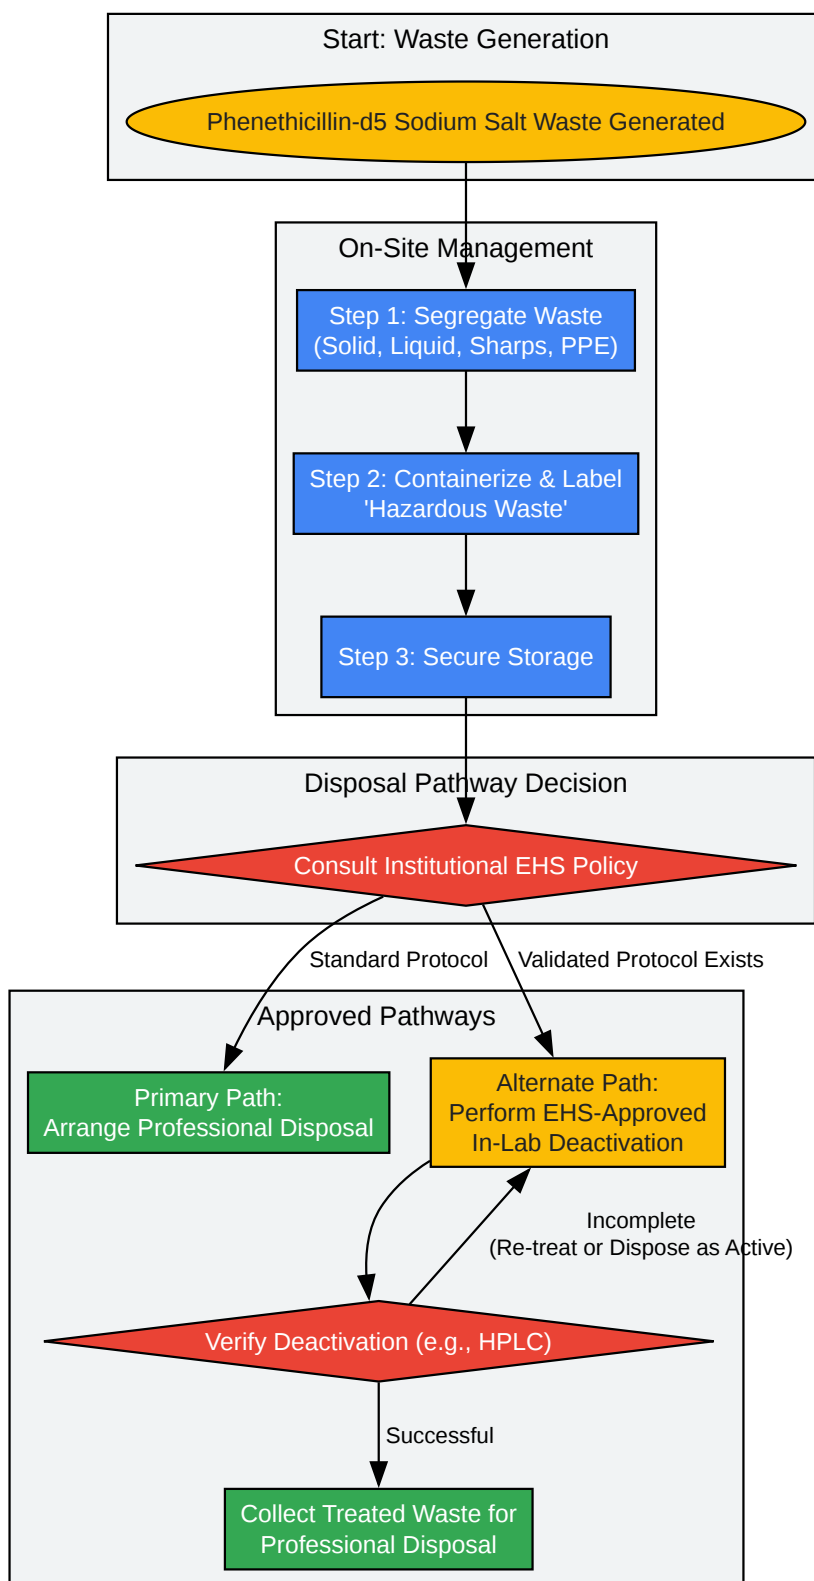 Start: Waste Generation
Phenethicillin-d5 Sodium Salt Waste Generated
On-Site Management
Step 1: Segregate Waste
(Solid, Liquid, Sharps, PPE)
Step 2: Containerize & Label
'Hazardous Waste'
Step 3: Secure Storage
Disposal Pathway Decision
Consult Institutional EHS Policy
Standard Protocol
Validated Protocol Exists
Approved Pathways
Primary Path:
Arrange Professional Disposal
Alternate Path:
Perform EHS-Approved
In-Lab Deactivation
Incomplete
(Re-treat or Dispose as Active)
Verify Deactivation (e.g., HPLC)
Successful
Collect Treated Waste for
Professional Disposal